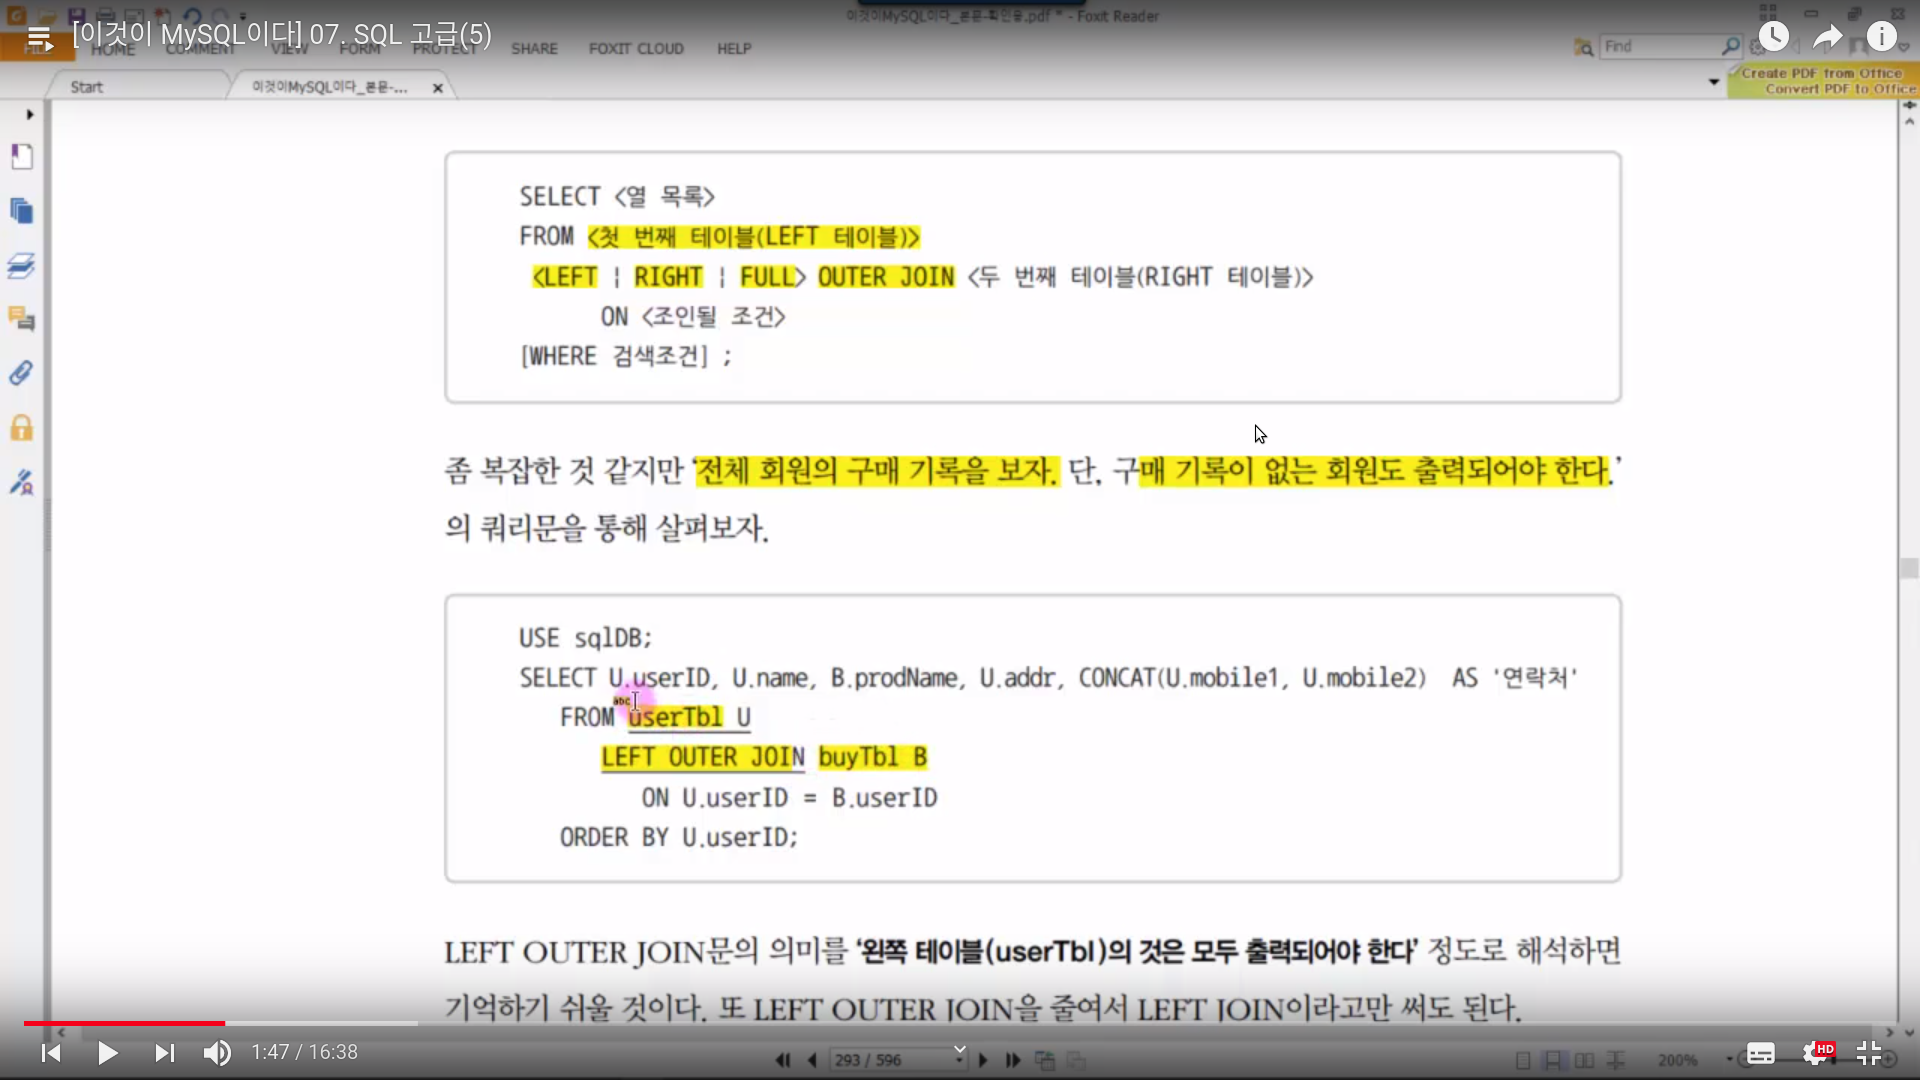 [이것이 MySQL이다] 07. SQL 고급(5)
이것이MySQL이다_본문-확인용.pdf * - Foxit Reader
FILE HOME COMMENT VIEW FORM PROTECT SHARE FOXIT CLOUD HELP
Find
Start
이것이MySQL이다_본문-...
Create PDF from Office
Convert PDF to Office
SELECT <열 목록>
FROM <첫 번째 테이블(LEFT 테이블)>
<LEFT | RIGHT | FULL> OUTER JOIN <두 번째 테이블(RIGHT 테이블)>
ON <조인될 조건>
[WHERE 검색조건] ;
좀 복잡한 것 같지만 ‘전체 회원의 구매 기록을 보자. 단, 구매 기록이 없는 회원도 출력되어야 한다.’
의 쿼리문을 통해 살펴보자.
USE sqlDB;
SELECT U.userID, U.name, B.prodName, U.addr, CONCAT(U.mobile1, U.mobile2) AS '연락처'
abc
FROM userTbl U
LEFT OUTER JOIN buyTbl B
ON U.userID = B.userID
ORDER BY U.userID;
LEFT OUTER JOIN문의 의미를 ‘왼쪽 테이블(userTbl)의 것은 모두 출력되어야 한다’ 정도로 해석하면
기억하기 쉬울 것이다. 또 LEFT OUTER JOIN을 줄여서 LEFT JOIN이라고만 써도 된다.
1:47 / 16:38
293 / 596
200%
HD